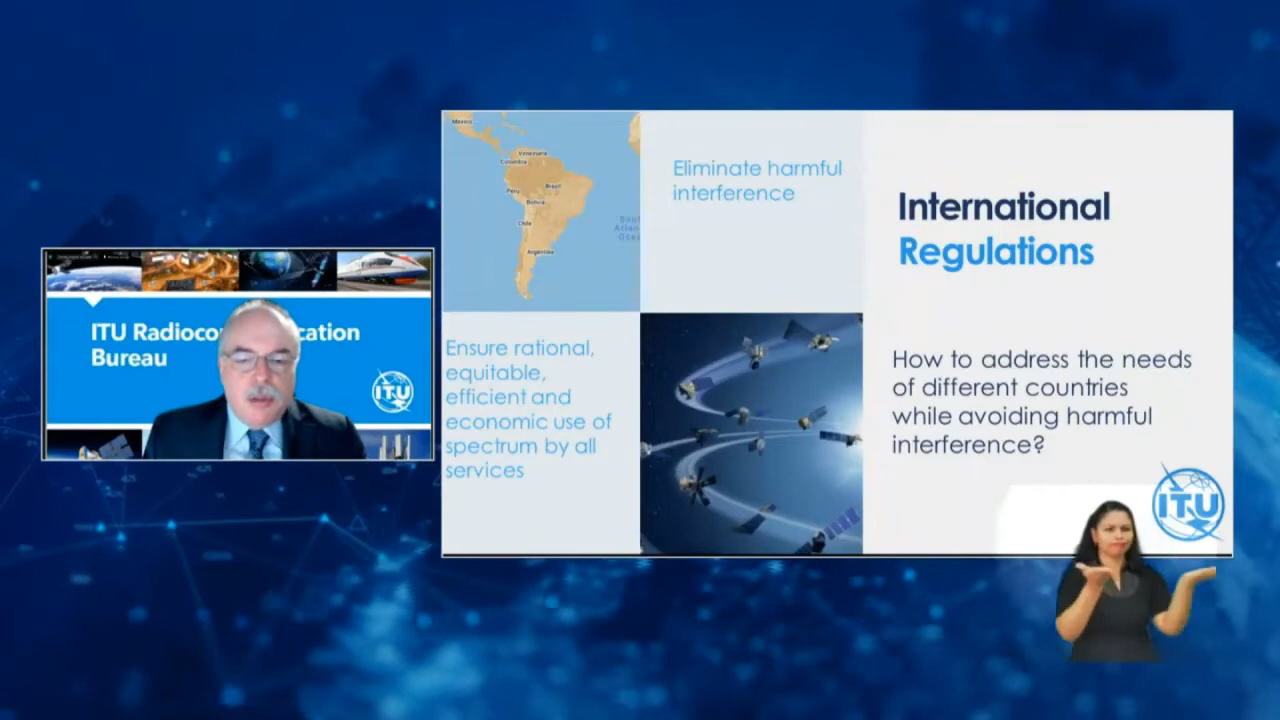 ITU Radioco
cation
Bureau
ITU
Mexico
Venezuela
Colombia
Peru
Brazil
Bolivia
Chile
Argentina
Eliminate harmful
interference
Ensure rational,
equitable,
efficient and
economic use of
spectrum by all
services
International
Regulations
How to address the needs
of different countries
while avoiding harmful
interference?
ITU